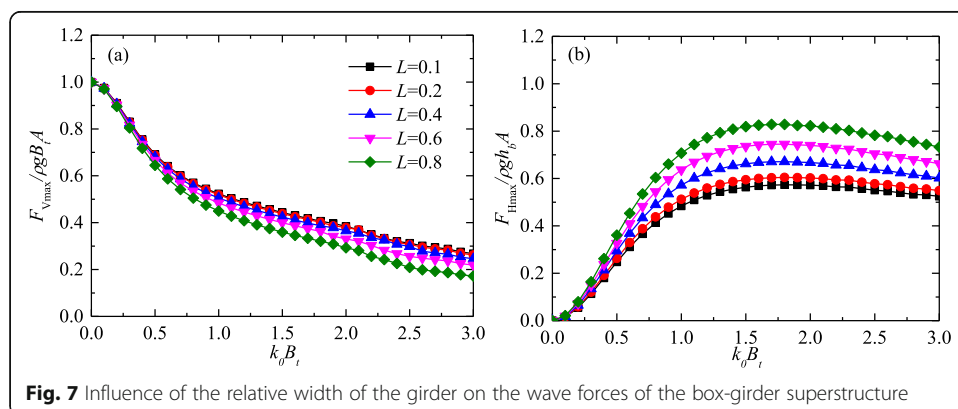 (a)
L=0.1
L=0.2
L=0.4
L=0.6
L=0.8
1.2
1.0
0.8
0.6
0.4
0.2
0.0
F_Vmax/ρgB_tA
0.0 0.5 1.0 1.5 2.0 2.5 3.0
k_0B_t
(b)
1.2
1.0
0.8
0.6
0.4
0.2
0.0
F_Hmax/ρgh_bA
0.0 0.5 1.0 1.5 2.0 2.5 3.0
k_0B_t
Fig. 7 Influence of the relative width of the girder on the wave forces of the box-girder superstructure